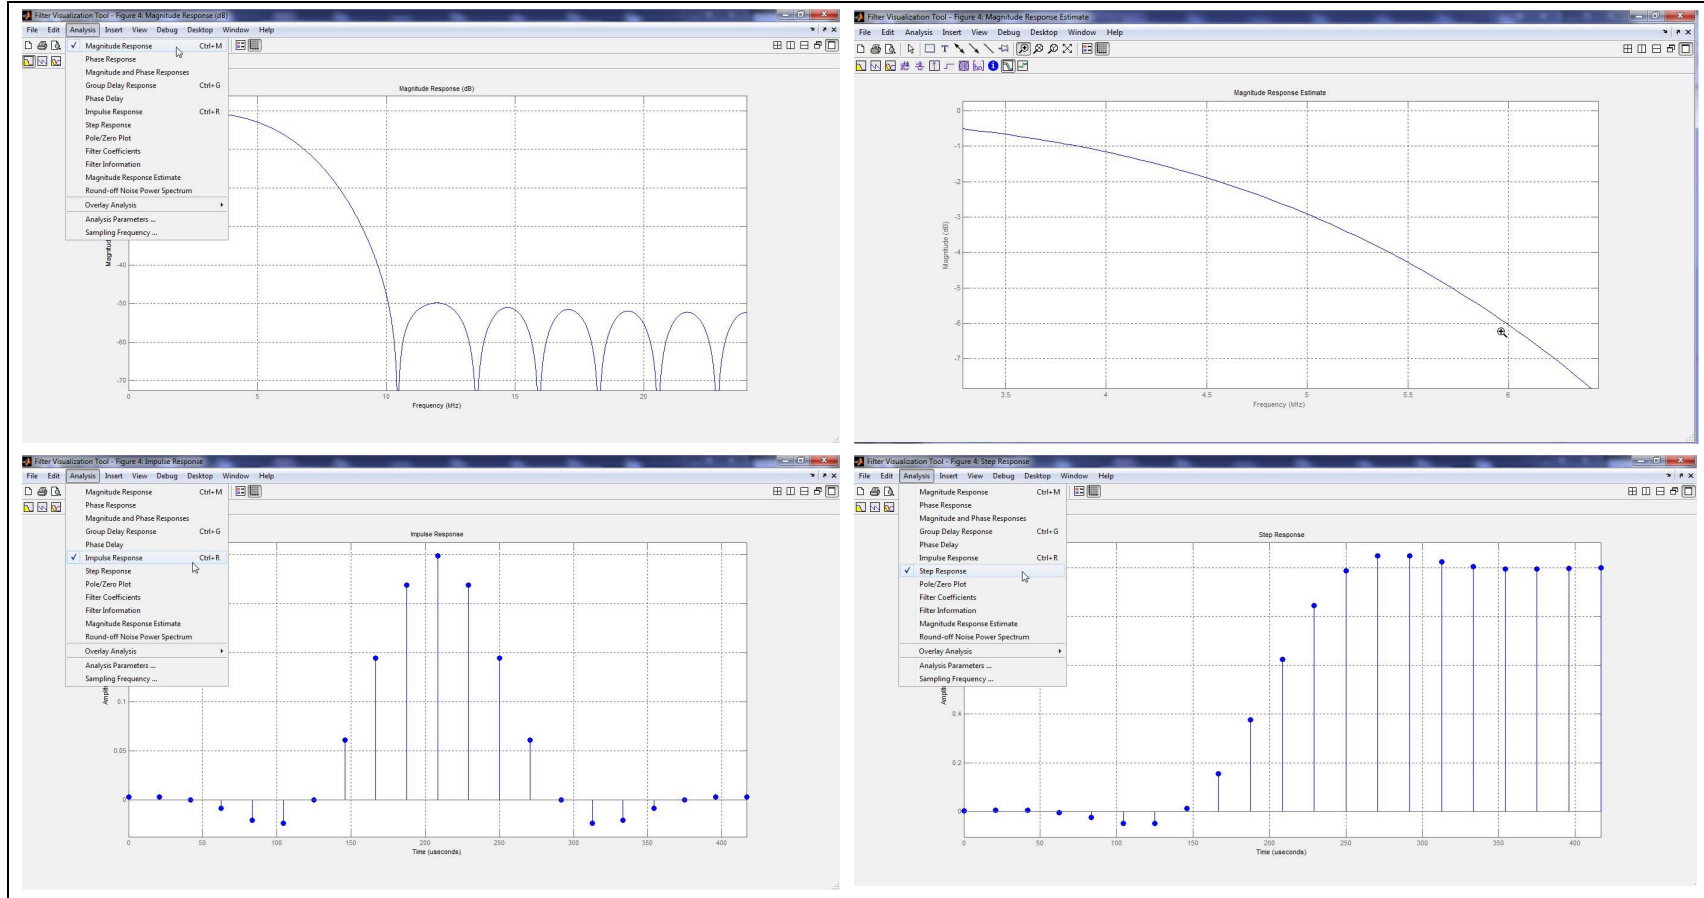 Filter Visualization Tool - Figure 4: Magnitude Response (dB)
File Edit Analysis Insert View Debug Desktop Window Help
Magnitude Response Ctrl+M
Phase Response
Magnitude and Phase Responses
Group Delay Response Ctrl+G
Phase Delay
Impulse Response Ctrl+R
Step Response
Pole/Zero Plot
Filter Coefficients
Filter Information
Magnitude Response Estimate
Round-off Noise Power Spectrum
Overlay Analysis
Analysis Parameters ...
Sampling Frequency ...
Magnitude Response (dB)
-40
-50
-60
-70
0 5 10 15 20
Frequency (kHz)
Filter Visualization Tool - Figure 4: Magnitude Response Estimate
File Edit Analysis Insert View Debug Desktop Window Help
Magnitude Response Estimate
Magnitude (dB)
0
-1
-2
-3
-4
-5
-6
-7
3.5 4 4.5 5 5.5 6
Frequency (kHz)
Filter Visualization Tool - Figure 4: Impulse Response
File Edit Analysis Insert View Debug Desktop Window Help
Magnitude Response Ctrl+M
Phase Response
Magnitude and Phase Responses
Group Delay Response Ctrl+G
Phase Delay
Impulse Response Ctrl+R
Step Response
Pole/Zero Plot
Filter Coefficients
Filter Information
Magnitude Response Estimate
Round-off Noise Power Spectrum
Overlay Analysis
Analysis Parameters ...
Sampling Frequency ...
Impulse Response
0.1
0.05
0
0 50 100 150 200 250 300 350 400
Time (useconds)
Filter Visualization Tool - Figure 4: Step Response
File Edit Analysis Insert View Debug Desktop Window Help
Magnitude Response Ctrl+M
Phase Response
Magnitude and Phase Responses
Group Delay Response Ctrl+G
Phase Delay
Impulse Response Ctrl+R
Step Response
Pole/Zero Plot
Filter Coefficients
Filter Information
Magnitude Response Estimate
Round-off Noise Power Spectrum
Overlay Analysis
Analysis Parameters ...
Sampling Frequency ...
Step Response
0.4
0.2
0
0 50 100 150 200 250 300 350 400
Time (useconds)